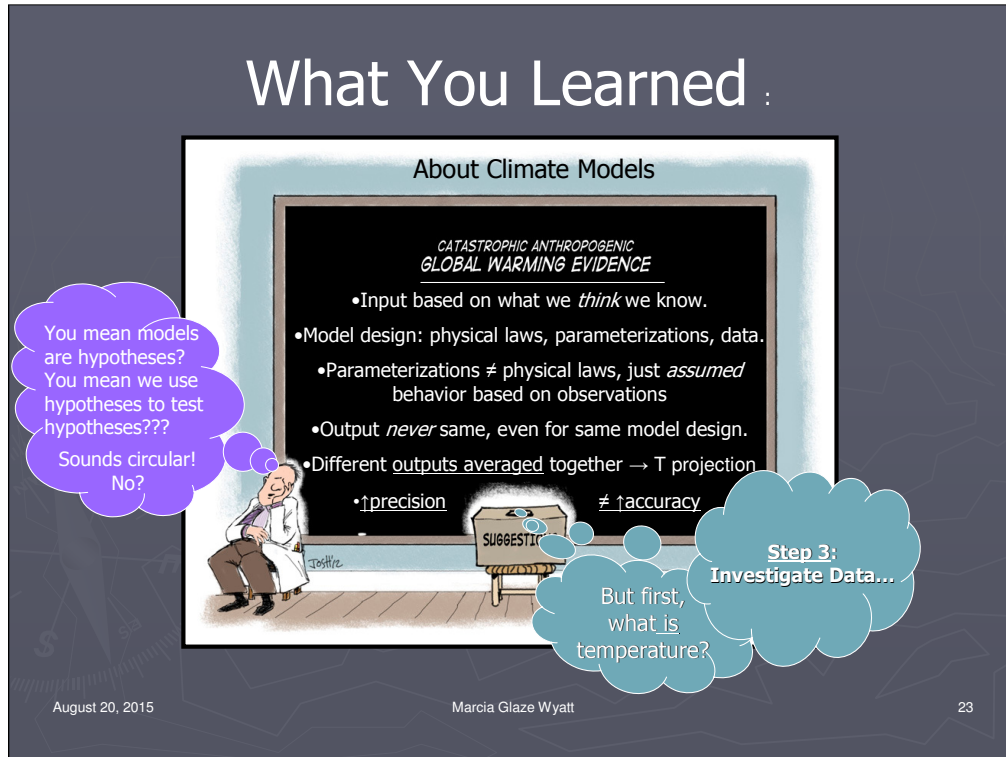 What You Learned :
About Climate Models
CATASTROPHIC ANTHROPOGENIC
GLOBAL WARMING EVIDENCE
•Input based on what we think we know.
•Model design: physical laws, parameterizations, data.
•Parameterizations ≠ physical laws, just assumed
behavior based on observations
•Output never same, even for same model design.
•Different outputs averaged together → T projection
•↑precision ≠ ↑accuracy
You mean models
are hypotheses?
You mean we use
hypotheses to test
hypotheses???
Sounds circular!
No?
SUGGESTION
Josh'12
But first,
what is
temperature?
Step 3:
Investigate Data…
August 20, 2015
Marcia Glaze Wyatt
23